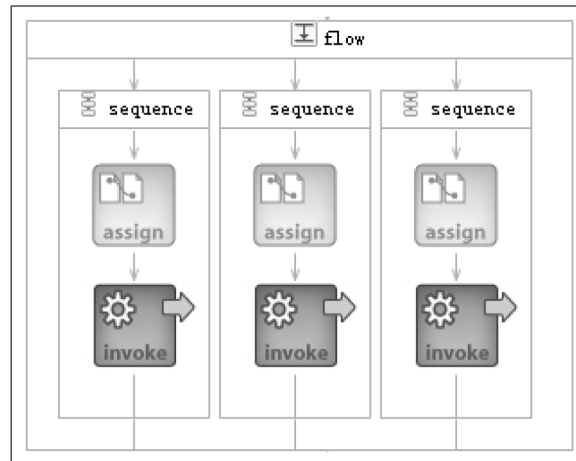 flow
sequence sequence sequence
assign assign assign
invoke invoke invoke